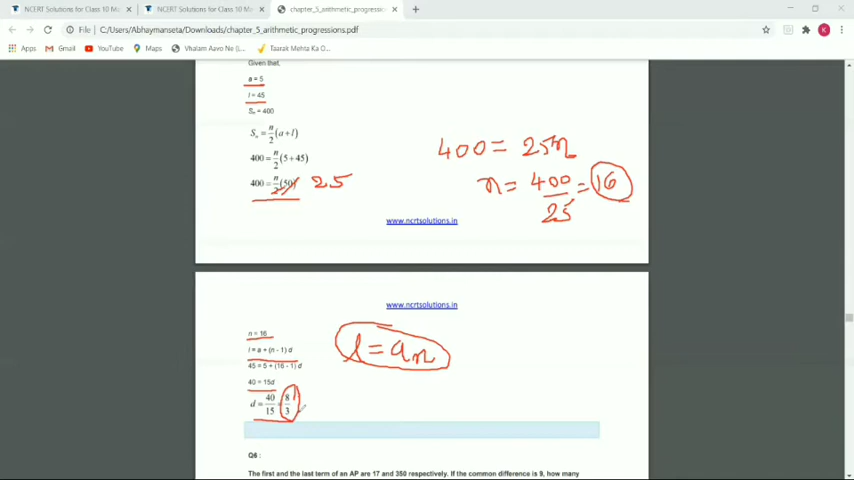 NCERT Solutions for Class 10 Ma
NCERT Solutions for Class 10 M
chapter_5_arithmetic_progressio
File | C:/Users/Abhaymanseta/Downloads/chapter_5_arithmetic_progressions.pdf
K
Apps
Gmail
YouTube
Maps
Vhalam Aavo Ne (...
Taarak Mehta Ka O...
Given that,
a = 5
l = 45
Sn = 400
Sn = n/2 (a+l)
400 = n/2 (5+45)
400 = n/2 (50) 25
400 = 25n
n = 400/25 = 16
www.ncrtsolutions.in
www.ncrtsolutions.in
n = 16
l = a + (n - 1) d
45 = 5 + (16 - 1) d
40 = 15d
d = 40/15 = 8/3
l = an
Q6 :
The first and the last term of an AP are 17 and 350 respectively. If the common difference is 9, how many